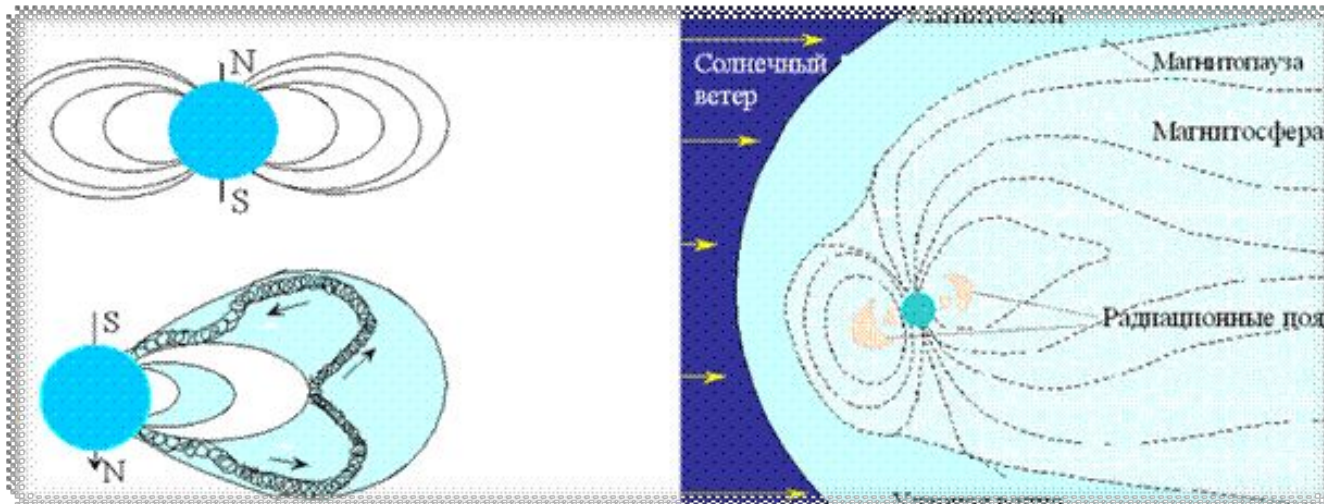 N
S
S
N
Солнечный
ветер
Магнитопауза
Магнитосфера
Радиационные поя